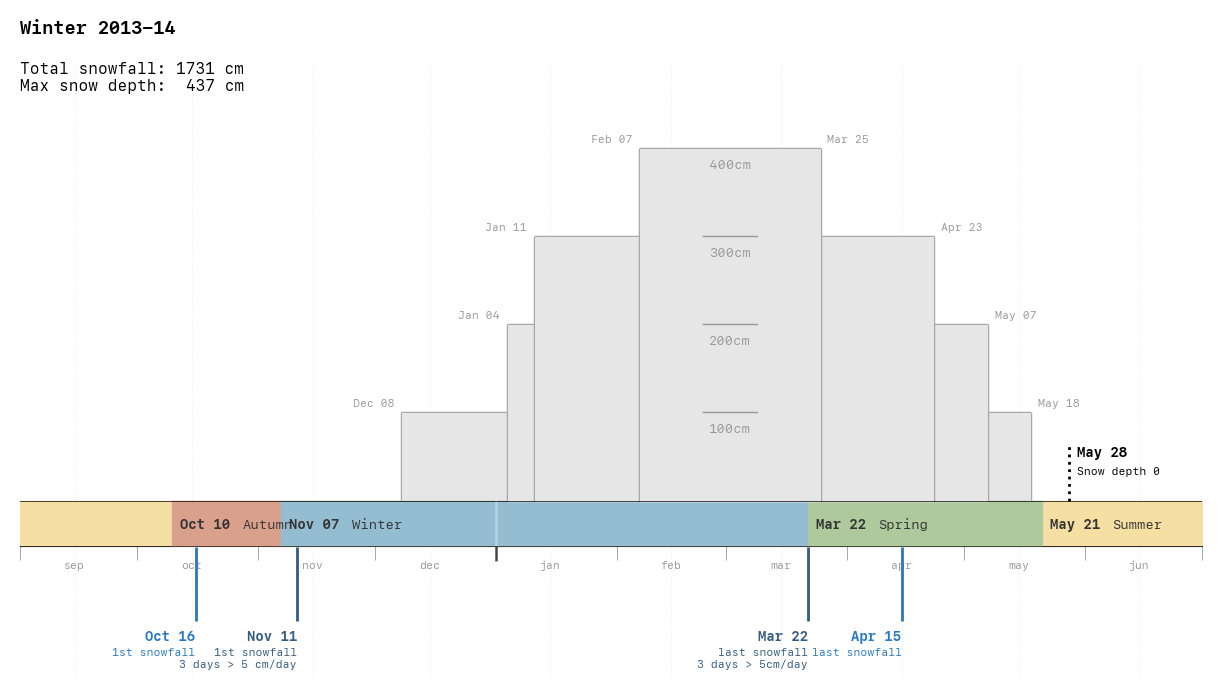 Winter 2013–14
Total snowfall: 1731 cm
Max snow depth: 437 cm
Feb 07
Mar 25
400cm
Jan 11
Apr 23
300cm
Jan 04
May 07
200cm
Dec 08
May 18
100cm
May 28
Snow depth 0
Oct 10 Autumn
Nov 07 Winter
Mar 22 Spring
May 21 Summer
sep oct nov dec jan feb mar apr may jun
Oct 16
1st snowfall
Nov 11
1st snowfall
3 days > 5 cm/day
Mar 22
last snowfall
3 days > 5cm/day
Apr 15
last snowfall